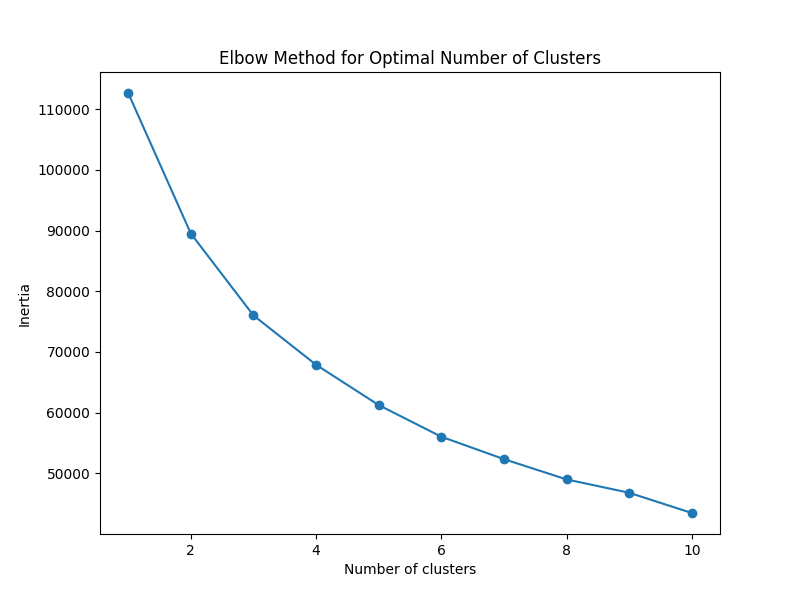 Elbow Method for Optimal Number of Clusters
110000
100000
90000
80000
70000
60000
50000
Inertia
2 4 6 8 10
Number of clusters